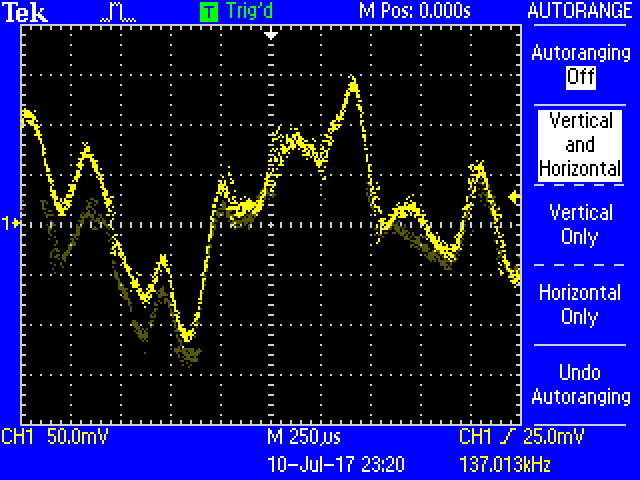 Tek T Trig'd M Pos: 0.000s AUTORANGE
Autoranging
Off
Vertical
and
Horizontal
Vertical
Only
Horizontal
Only
Undo
Autoranging
1
CH1 50.0mV M 250µs CH1 25.0mV
10-Jul-17 23:20 137.013kHz